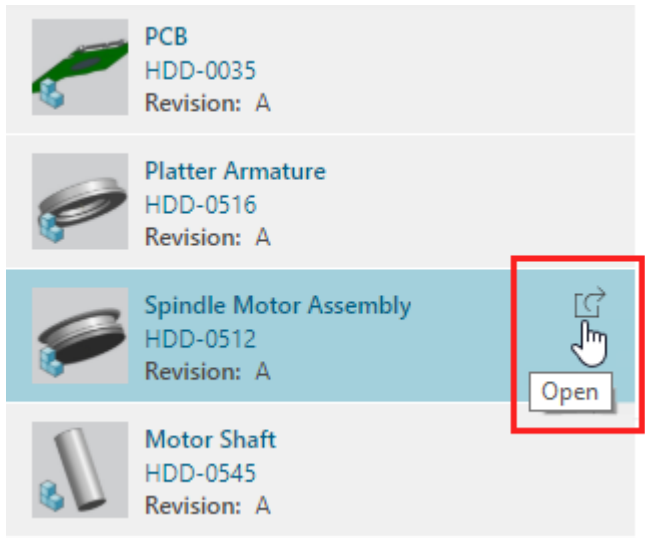 PCB
HDD-0035
Revision: A
Platter Armature
HDD-0516
Revision: A
Spindle Motor Assembly
HDD-0512
Revision: A
Open
Motor Shaft
HDD-0545
Revision: A